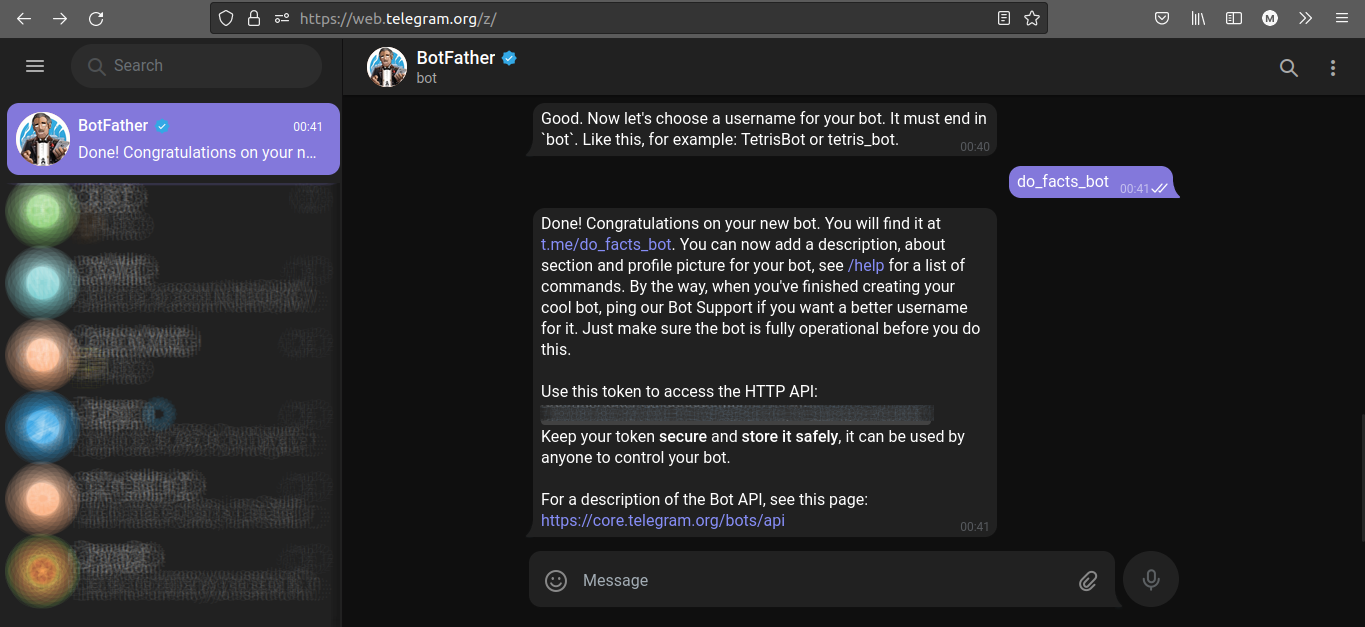 https://web.telegram.org/z/
M
Search
BotFather
bot
BotFather 00:41
Done! Congratulations on your n...
Good. Now let's choose a username for your bot. It must end in
`bot`. Like this, for example: TetrisBot or tetris_bot.
00:40
do_facts_bot 00:41
Done! Congratulations on your new bot. You will find it at
t.me/do_facts_bot. You can now add a description, about
section and profile picture for your bot, see /help for a list of
commands. By the way, when you've finished creating your
cool bot, ping our Bot Support if you want a better username
for it. Just make sure the bot is fully operational before you do
this.
Use this token to access the HTTP API:
Keep your token secure and store it safely, it can be used by
anyone to control your bot.
For a description of the Bot API, see this page:
https://core.telegram.org/bots/api
00:41
Message